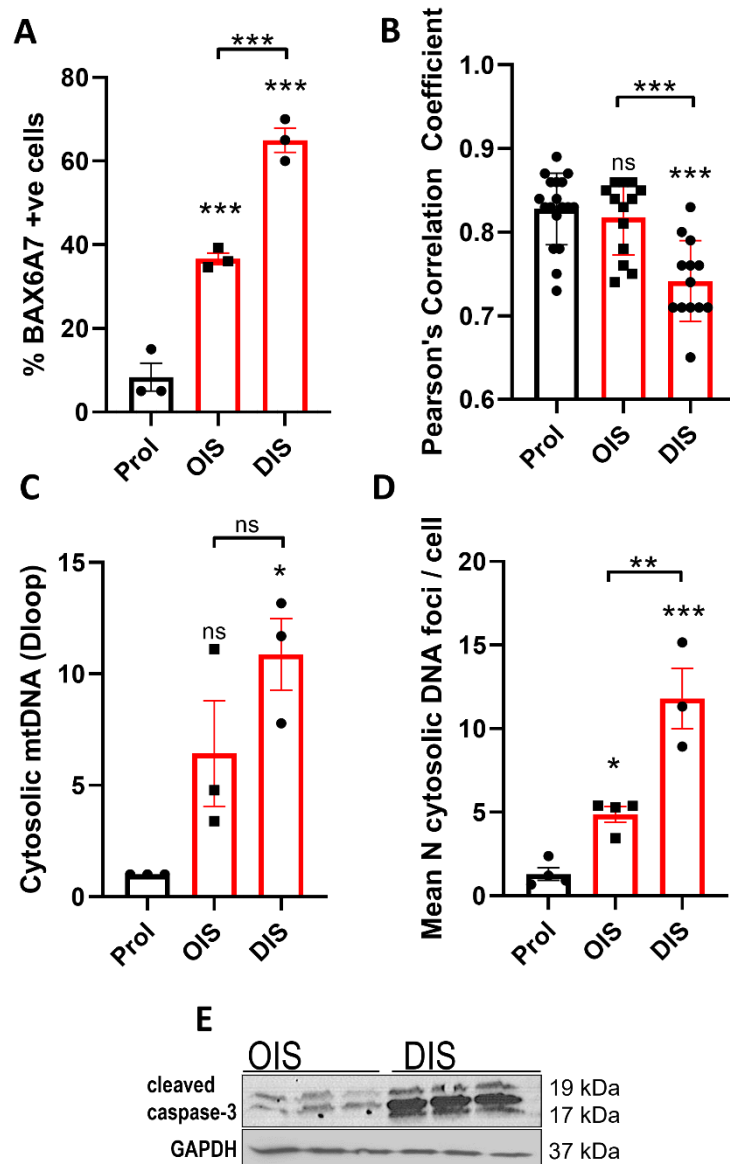 A
% BAX6A7 +ve cells
80
60
40
20
0
***
***
***
Prol
OIS
DIS
B
Pearson's Correlation Coefficient
1.0
0.9
0.8
0.7
0.6
ns
***
***
Prol
OIS
DIS
C
Cytosolic mtDNA (Dloop)
15
10
5
0
ns
ns
*
Prol
OIS
DIS
D
Mean N cytosolic DNA foci / cell
20
15
10
5
0
*
**
***
Prol
OIS
DIS
E
OIS DIS
cleaved 19 kDa
caspase-3 17 kDa
GAPDH 37 kDa